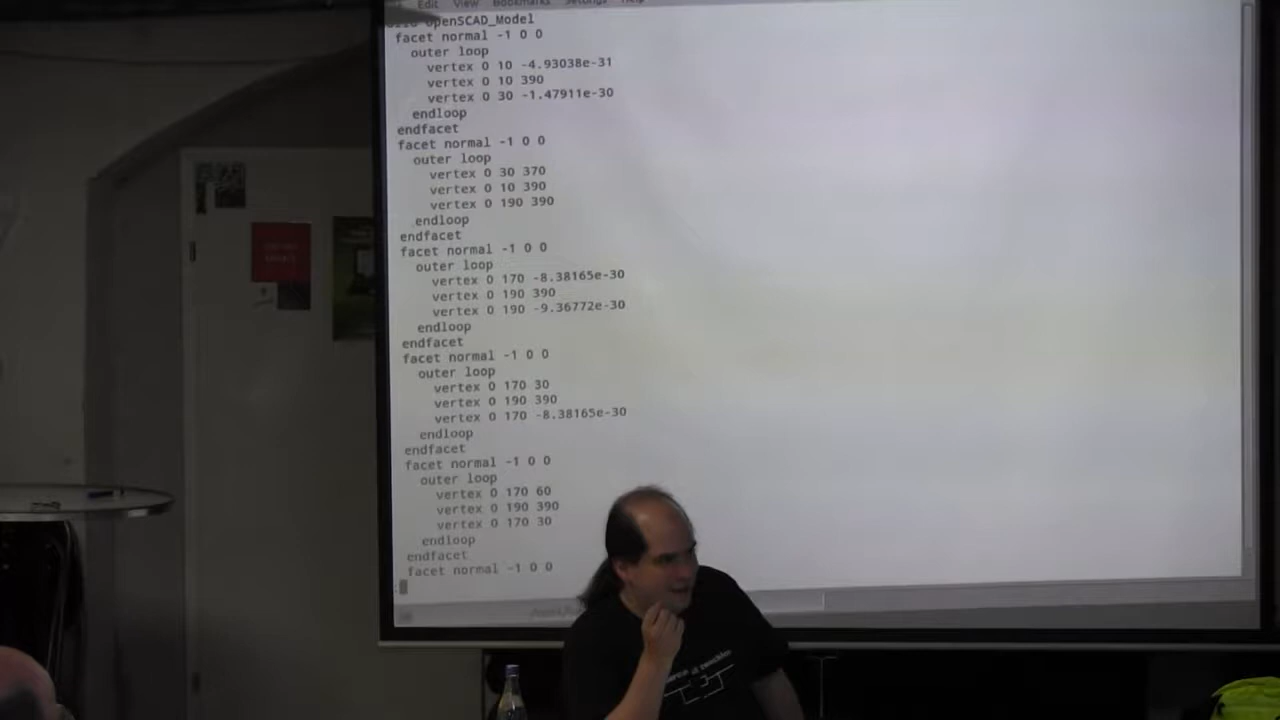 Edit View Bookmarks Settings Help
OpenSCAD_Model
facet normal -1 0 0
outer loop
vertex 0 10 -4.93038e-31
vertex 0 10 390
vertex 0 30 -1.47911e-30
endloop
endfacet
facet normal -1 0 0
outer loop
vertex 0 30 370
vertex 0 10 390
vertex 0 190 390
endloop
endfacet
facet normal -1 0 0
outer loop
vertex 0 170 -8.38165e-30
vertex 0 190 390
vertex 0 190 -9.36772e-30
endloop
endfacet
facet normal -1 0 0
outer loop
vertex 0 170 30
vertex 0 190 390
vertex 0 170 -8.38165e-30
endloop
endfacet
facet normal -1 0 0
outer loop
vertex 0 170 60
vertex 0 190 390
vertex 0 170 30
endloop
endfacet
facet normal -1 0 0
: